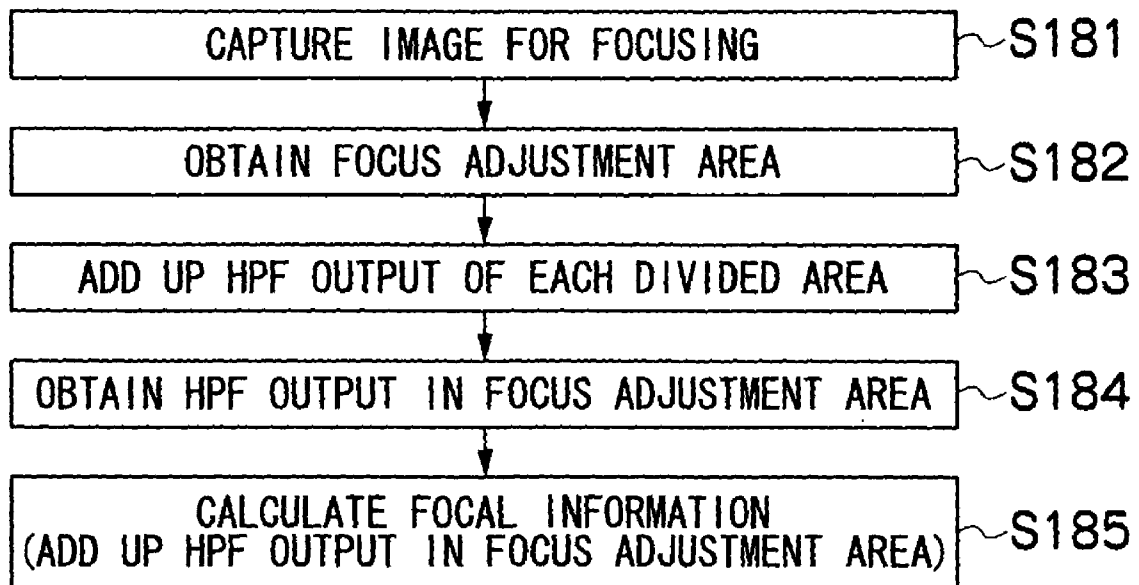 CAPTURE IMAGE FOR FOCUSING S181
OBTAIN FOCUS ADJUSTMENT AREA S182
ADD UP HPF OUTPUT OF EACH DIVIDED AREA S183
OBTAIN HPF OUTPUT IN FOCUS ADJUSTMENT AREA S184
CALCULATE FOCAL INFORMATION
(ADD UP HPF OUTPUT IN FOCUS ADJUSTMENT AREA) S185